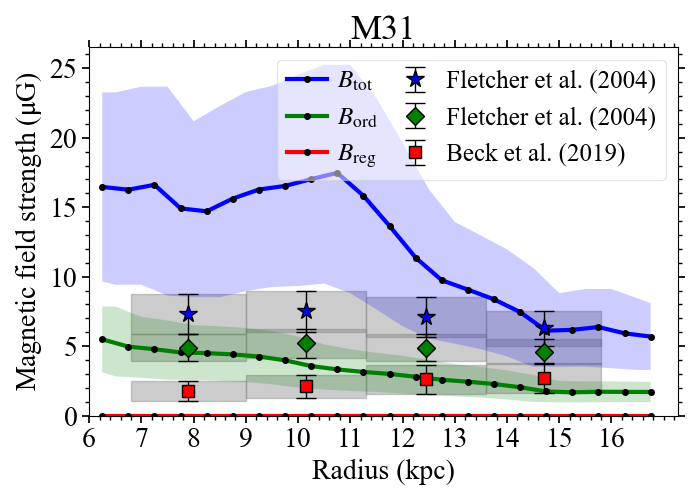 M31
Magnetic field strength (μG)
25
20
15
10
5
0
B_tot
B_ord
B_reg
Fletcher et al. (2004)
Fletcher et al. (2004)
Beck et al. (2019)
6 7 8 9 10 11 12 13 14 15 16
Radius (kpc)